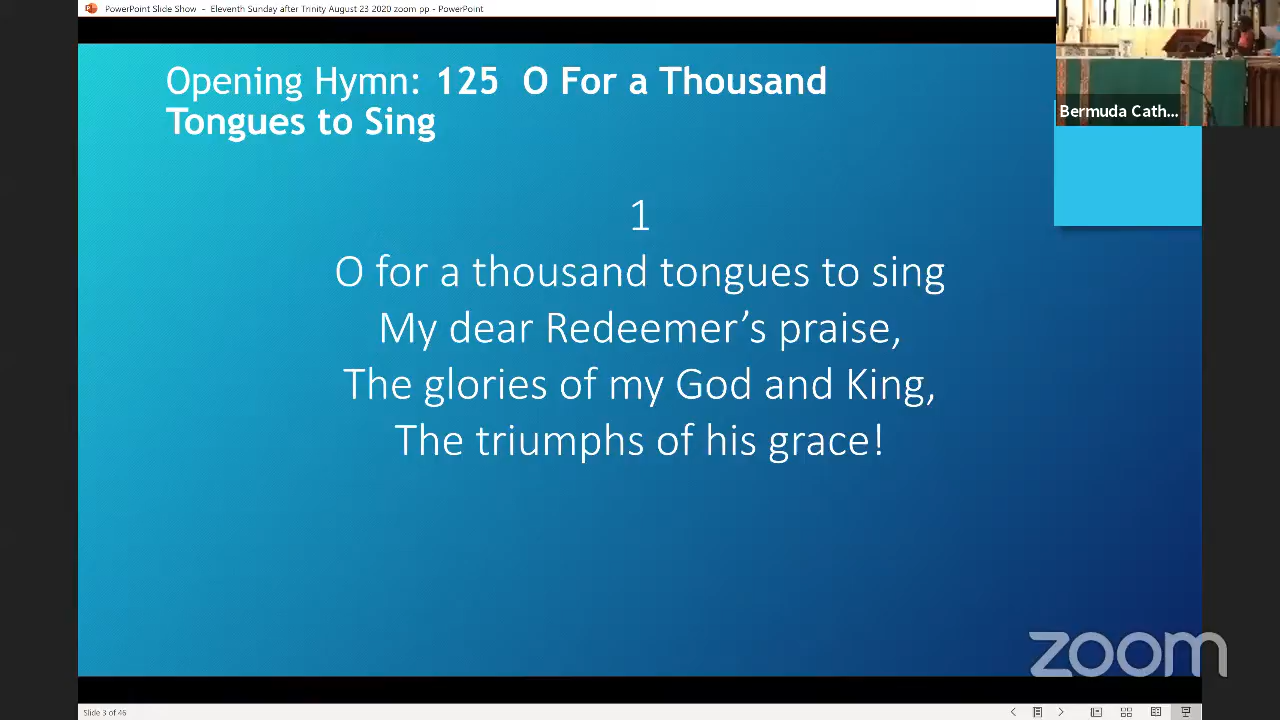 PowerPoint Slide Show - Eleventh Sunday after Trinity August 23 2020 zoom pp - PowerPoint
Opening Hymn: 125 O For a Thousand
Tongues to Sing
Bermuda Cath...
1
O for a thousand tongues to sing
My dear Redeemer’s praise,
The glories of my God and King,
The triumphs of his grace!
zoom
Slide 3 of 46